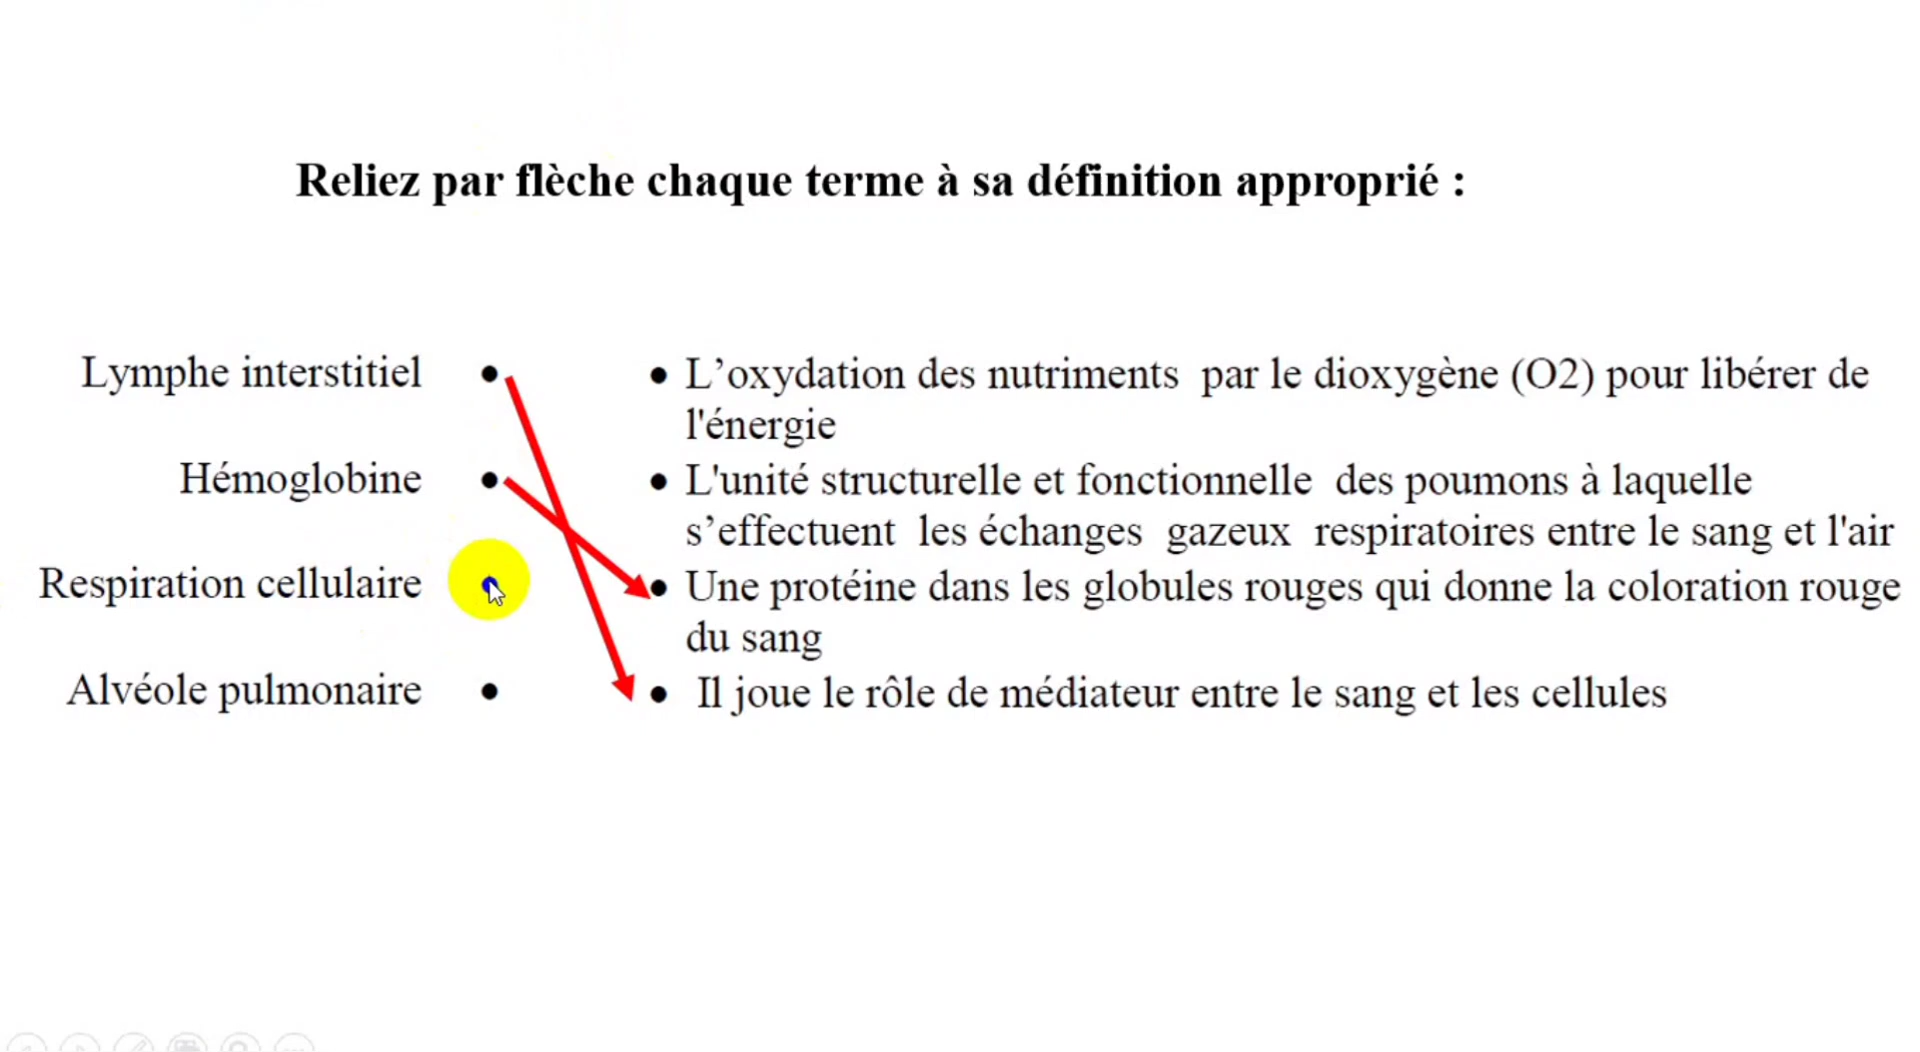 Reliez par flèche chaque terme à sa définition approprié :
Lymphe interstitiel
• L’oxydation des nutriments par le dioxygène (O2) pour libérer de
l'énergie
Hémoglobine
• L'unité structurelle et fonctionnelle des poumons à laquelle
s’effectuent les échanges gazeux respiratoires entre le sang et l'air
Respiration cellulaire
• Une protéine dans les globules rouges qui donne la coloration rouge
du sang
Alvéole pulmonaire
• Il joue le rôle de médiateur entre le sang et les cellules